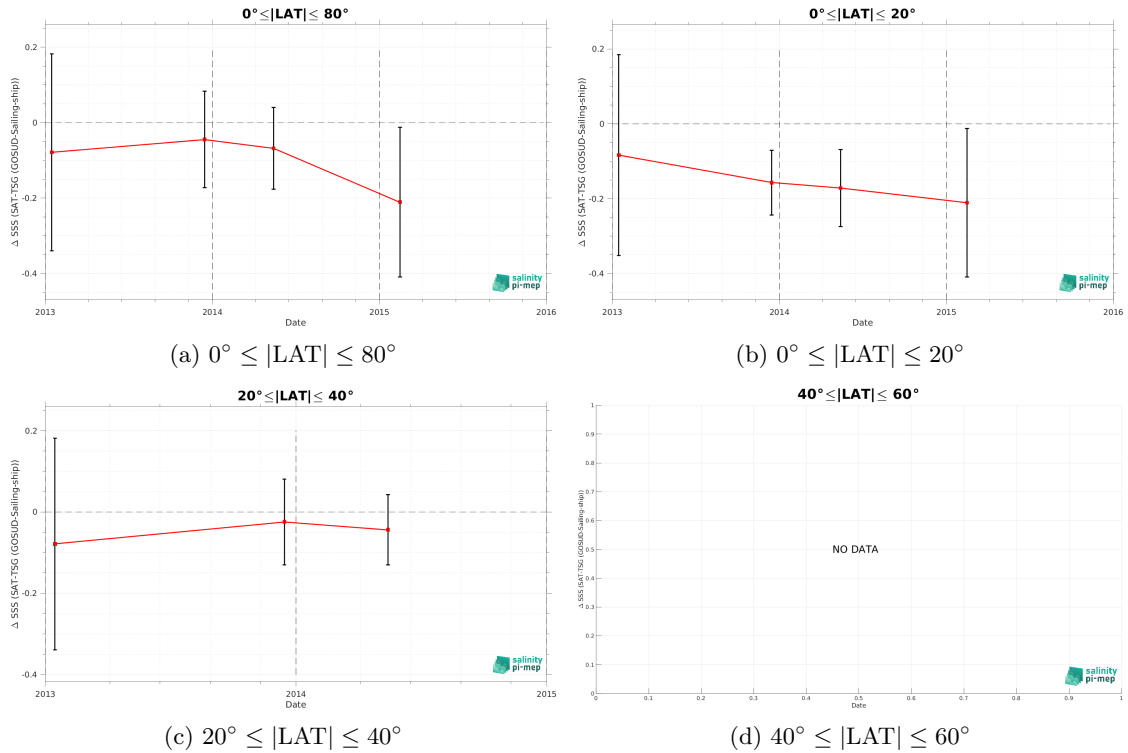 0°≤|LAT|≤ 80°
0.2
0
-0.2
-0.4
Δ SSS (SAT-TSG (GOSUD-Sailing-ship))
2013 2014 2015 2016
Date
salinity
pi-mep
(a) 0° ≤ |LAT| ≤ 80°
0°≤|LAT|≤ 20°
0.2
0
-0.2
-0.4
Δ SSS (SAT-TSG (GOSUD-Sailing-ship))
2013 2014 2015 2016
Date
salinity
pi-mep
(b) 0° ≤ |LAT| ≤ 20°
20°≤|LAT|≤ 40°
0.2
0
-0.2
-0.4
Δ SSS (SAT-TSG (GOSUD-Sailing-ship))
2013 2014 2015
Date
salinity
pi-mep
(c) 20° ≤ |LAT| ≤ 40°
40°≤|LAT|≤ 60°
1
0.9
0.8
0.7
0.6
0.5
0.4
0.3
0.2
0.1
0
Δ SSS (SAT-TSG (GOSUD-Sailing-ship))
NO DATA
0 0.1 0.2 0.3 0.4 0.5 0.6 0.7 0.8 0.9 1
Date
salinity
pi-mep
(d) 40° ≤ |LAT| ≤ 60°